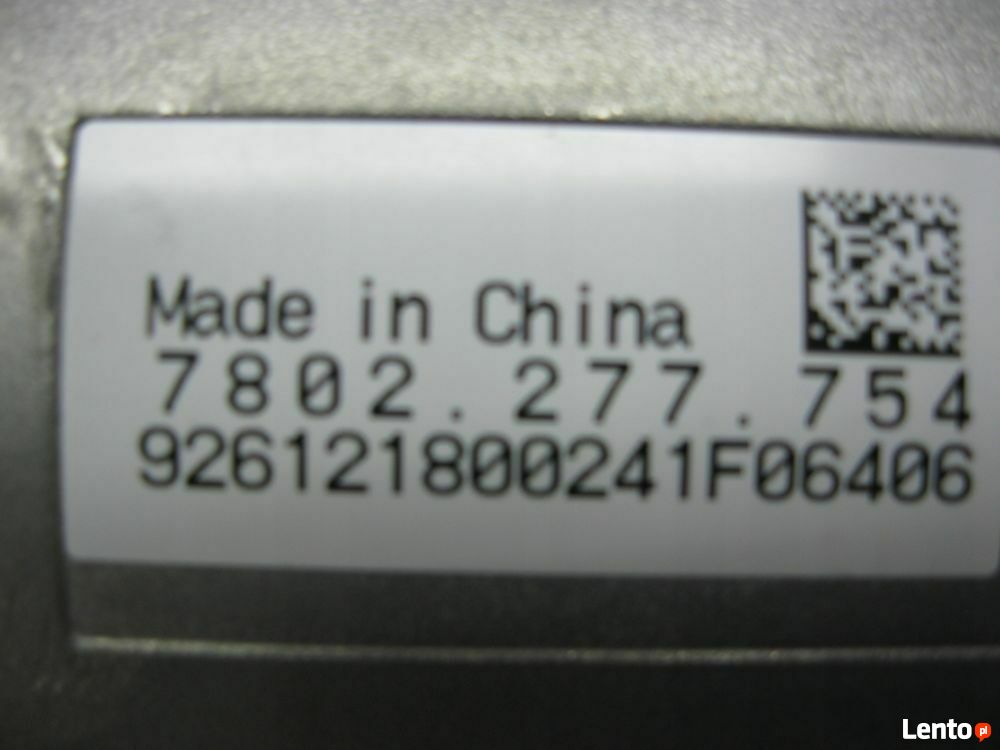 Made in China
7802.277.754
926121800241F06406
Lento pl